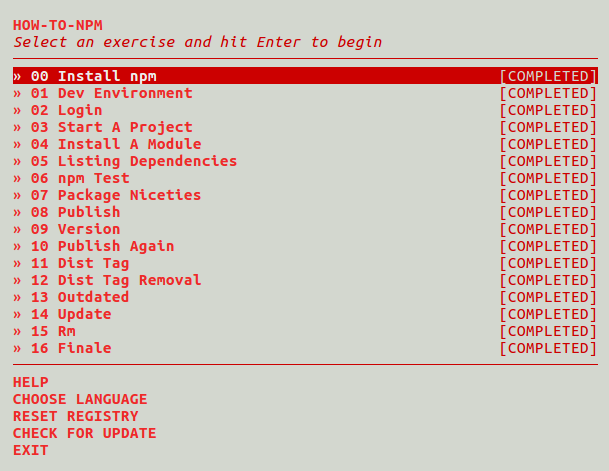 HOW-TO-NPM
Select an exercise and hit Enter to begin
» 00 Install npm [COMPLETED]
» 01 Dev Environment [COMPLETED]
» 02 Login [COMPLETED]
» 03 Start A Project [COMPLETED]
» 04 Install A Module [COMPLETED]
» 05 Listing Dependencies [COMPLETED]
» 06 npm Test [COMPLETED]
» 07 Package Niceties [COMPLETED]
» 08 Publish [COMPLETED]
» 09 Version [COMPLETED]
» 10 Publish Again [COMPLETED]
» 11 Dist Tag [COMPLETED]
» 12 Dist Tag Removal [COMPLETED]
» 13 Outdated [COMPLETED]
» 14 Update [COMPLETED]
» 15 Rm [COMPLETED]
» 16 Finale [COMPLETED]
HELP
CHOOSE LANGUAGE
RESET REGISTRY
CHECK FOR UPDATE
EXIT